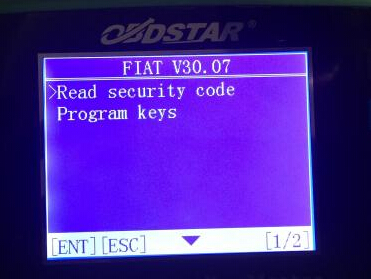 OBDSTAR®
FIAT V30.07
>Read security code
Program keys
[ENT][ESC] ▼ [1/2]